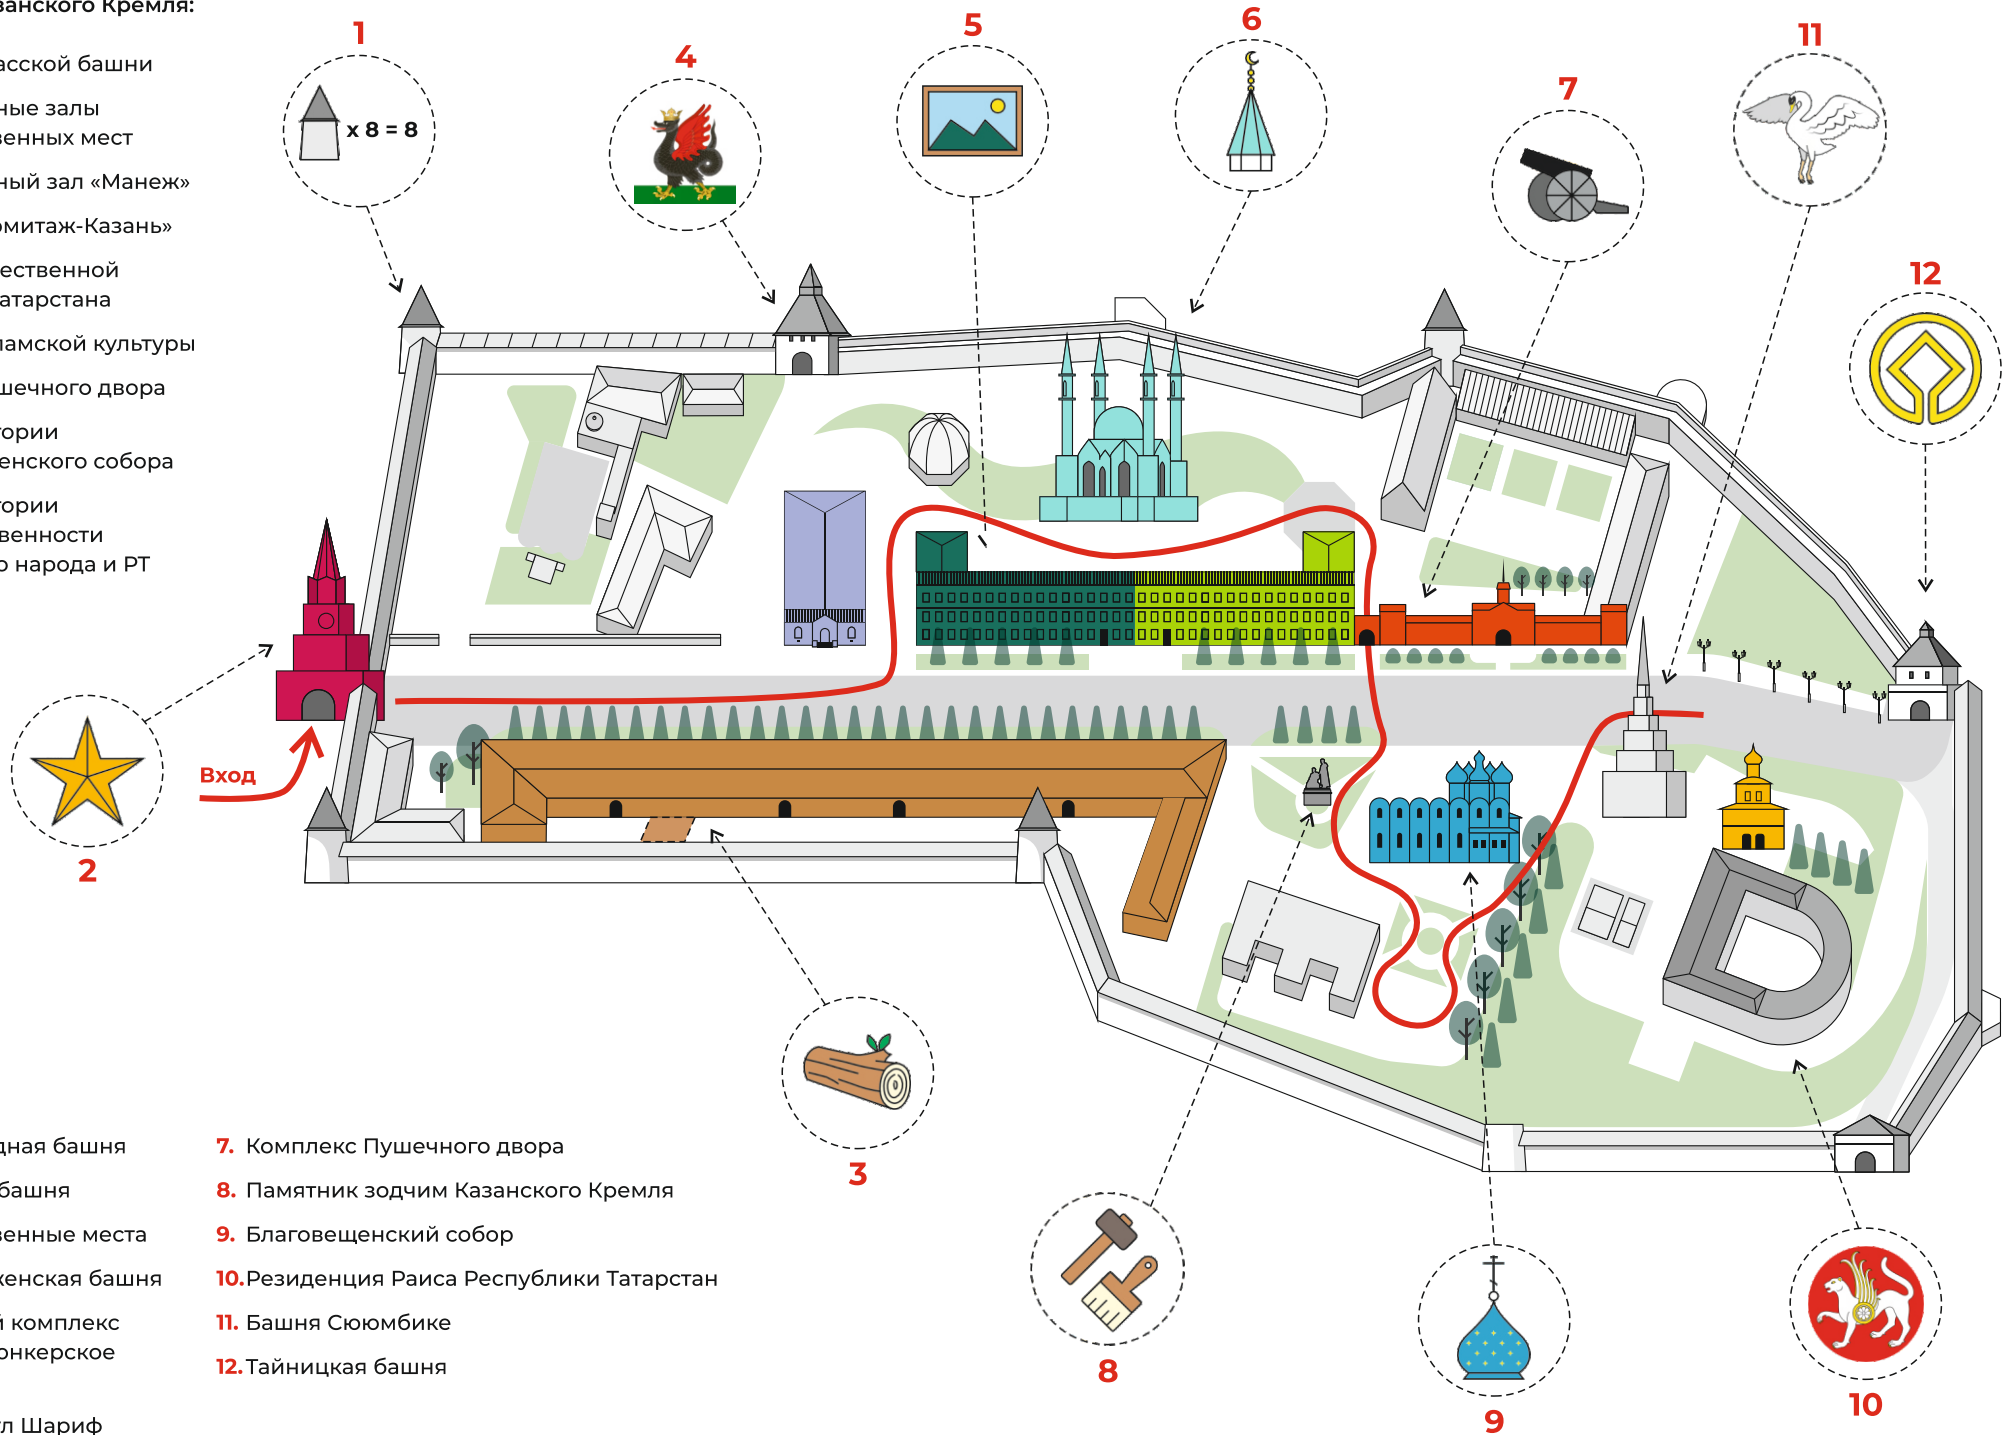 занского Кремля:
асской башни
ные залы
венных мест
ный зал «Манеж»
рмитаж-Казань»
ественной
атарстана
ламской культуры
шечного двора
тории
енского собора
тории
венности
о народа и РТ
1
x 8 = 8
4
5
6
7
11
12
2
Вход
3
8
9
10
дная башня
башня
венные места
кенская башня
й комплекс
онкерское
л Шариф
7. Комплекс Пушечного двора
8. Памятник зодчим Казанского Кремля
9. Благовещенский собор
10. Резиденция Раиса Республики Татарстан
11. Башня Сююмбике
12. Тайницкая башня